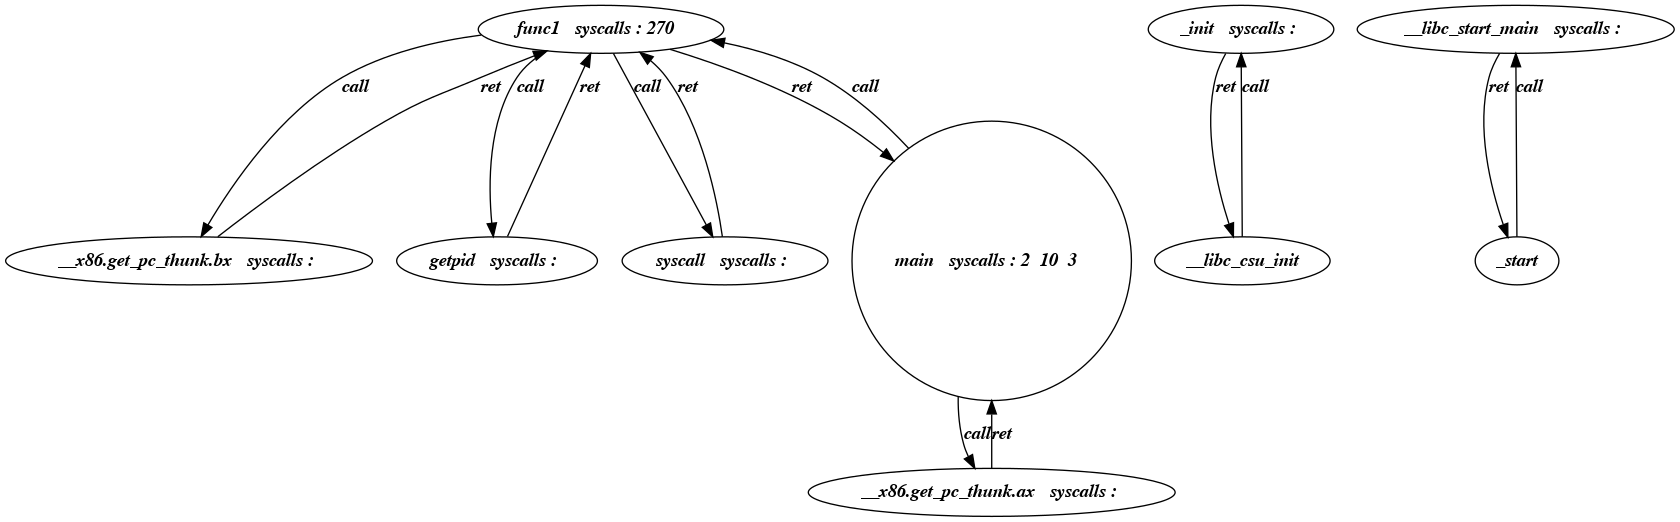 func1 syscalls : 270
_init syscalls :
__libc_start_main syscalls :
call
ret
call
ret
call
ret
ret
call
ret
call
ret
call
__x86.get_pc_thunk.bx syscalls :
getpid syscalls :
syscall syscalls :
main syscalls : 2 10 3
__libc_csu_init
_start
call
ret
__x86.get_pc_thunk.ax syscalls :